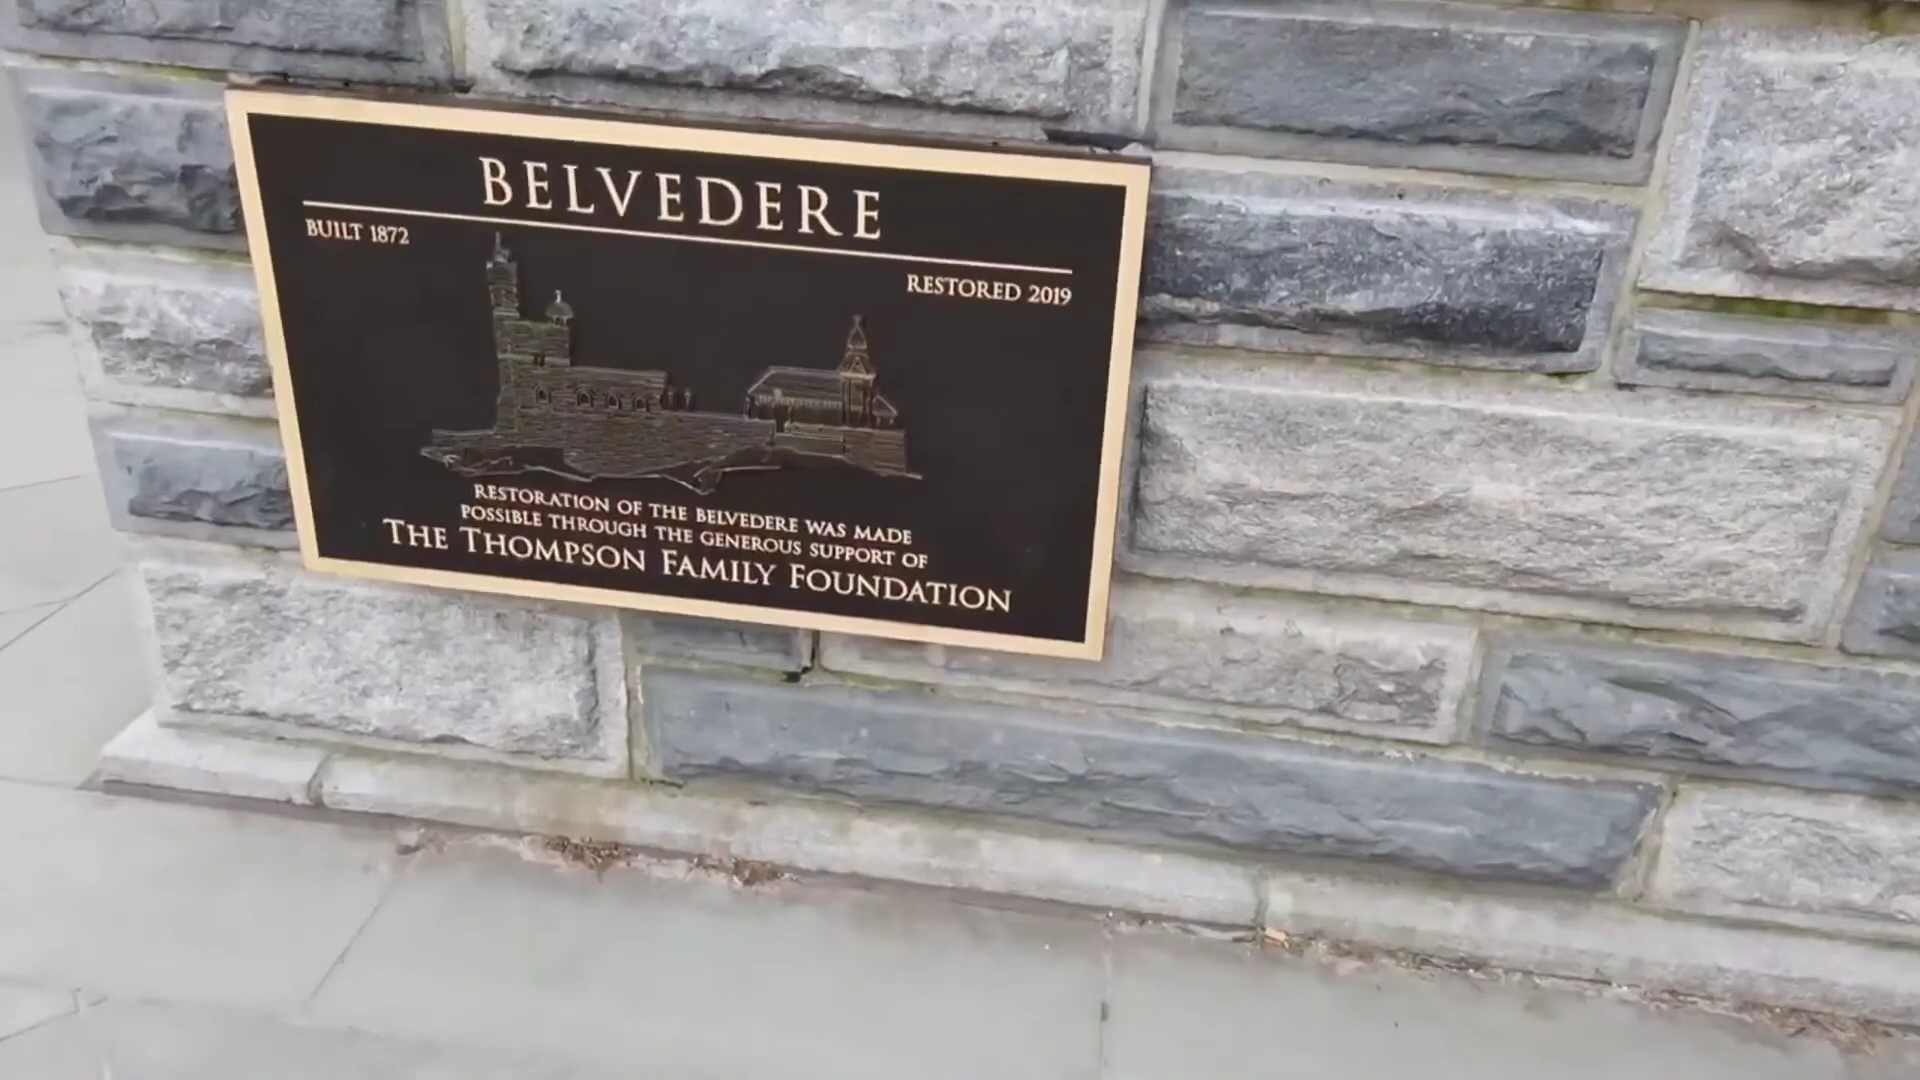 BELVEDERE
BUILT 1872
RESTORED 2019
RESTORATION OF THE BELVEDERE WAS MADE
POSSIBLE THROUGH THE GENEROUS SUPPORT OF
THE THOMPSON FAMILY FOUNDATION